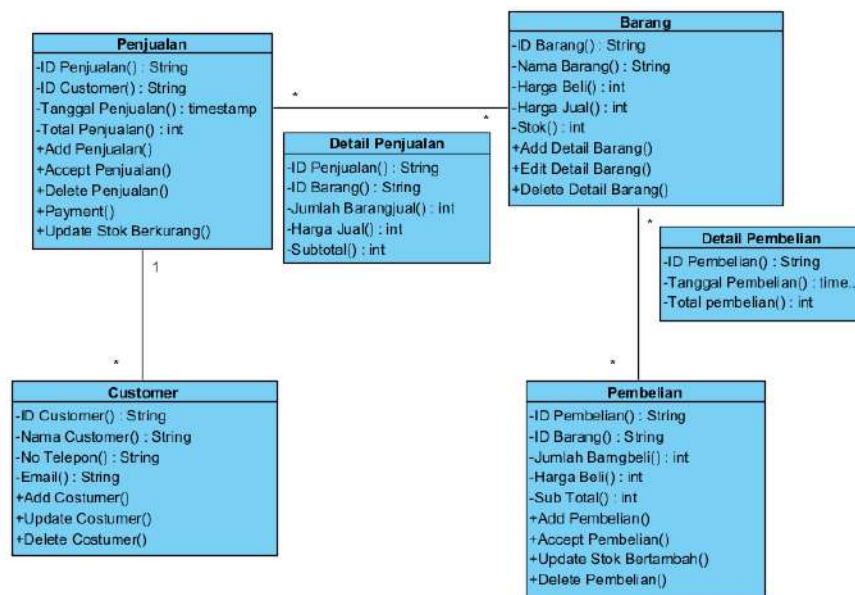 Penjualan
-ID Penjualan() : String
-ID Customer() : String
-Tanggal Penjualan() : timestamp
-Total Penjualan() : int
+Add Penjualan()
+Accept Penjualan()
+Delete Penjualan()
+Payment()
+Update Stok Berkurang()
*
*
Barang
-ID Barang() : String
-Nama Barang() : String
-Harga Beli() : int
-Harga Jual() : int
-Stok() : int
+Add Detail Barang()
+Edit Detail Barang()
+Delete Detail Barang()
Detail Penjualan
-ID Penjualan() : String
-ID Barang() : String
-Jumlah Barangjual() : int
-Harga Jual() : int
-Subtotal() : int
*
*
Detail Pembelian
-ID Pembelian() : String
-Tanggal Pembelian() : time..
-Total pembelian() : int
1
*
Customer
-ID Customer() : String
-Nama Customer() : String
-No Telepon() : String
-Email() : String
+Add Costumer()
+Update Costumer()
+Delete Costumer()
Pembelian
-ID Pembelian() : String
-ID Barang() : String
-Jumlah Barngbeli() : int
-Harga Beli() : int
-Sub Total() : int
+Add Pembelian()
+Accept Pembelian()
+Update Stok Bertambah()
+Delete Pembelian()